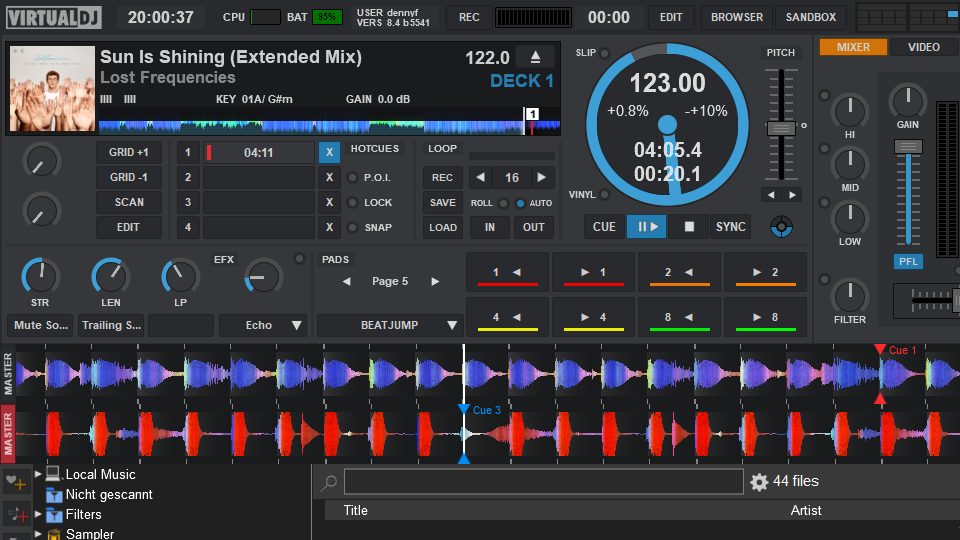 VIRTUALDJ 20:00:37 CPU BAT 95% USER dennyf REC 00:00 EDIT BROWSER SANDBOX
VERS 8.4 b5541
Sun Is Shining (Extended Mix) 122.0
Lost Frequencies DECK 1
KEY 01A/ G#m GAIN 0.0 dB
1
SLIP PITCH
123.00
+0.8% -+10%
04:05.4
00:20.1
VINYL
CUE SYNC
MIXER VIDEO
GAIN
HI
MID
LOW
PFL
FILTER
GRID +1 1 04:11 X HOTCUES LOOP
GRID -1 2 X P.O.I. REC 16
SCAN 3 X LOCK SAVE ROLL AUTO
EDIT 4 X SNAP LOAD IN OUT
EFX PADS
STR LEN LP
Page 5
1 1 2 2
Mute So... Trailing S... Echo BEATJUMP
4 4 8 8
MASTER Cue 1
MASTER Cue 3
Local Music
Nicht gescannt
Filters
Sampler
44 files
Title Artist